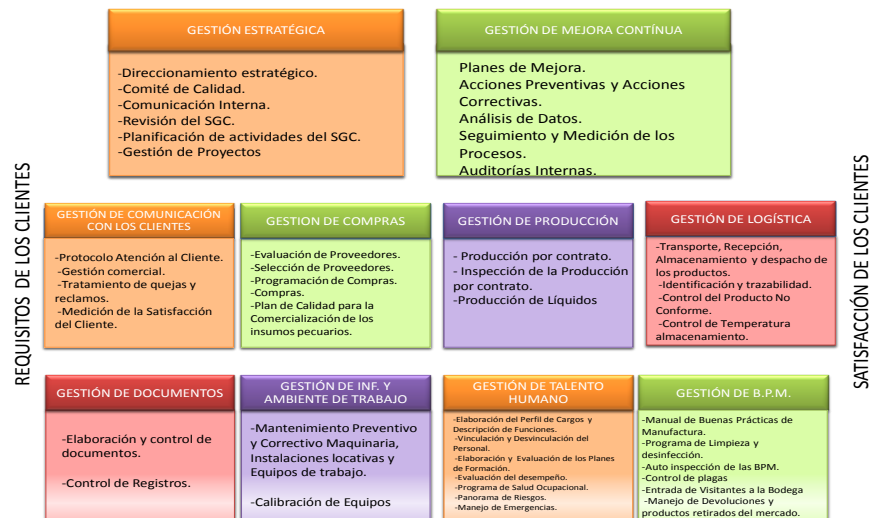 GESTIÓN ESTRATÉGICA
-Direccionamiento estratégico.
-Comité de Calidad.
-Comunicación Interna.
-Revisión del SGC.
-Planificación de actividades del SGC.
-Gestión de Proyectos
GESTIÓN DE MEJORA CONTÍNUA
Planes de Mejora.
Acciones Preventivas y Acciones
Correctivas.
Análisis de Datos.
Seguimiento y Medición de los
Procesos.
Auditorías Internas.
REQUISITOS DE LOS CLIENTES
GESTIÓN DE COMUNICACIÓN
CON LOS CLIENTES
-Protocolo Atención al Cliente.
-Gestión comercial.
-Tratamiento de quejas y
reclamos.
-Medición de la Satisfacción
del Cliente.
GESTION DE COMPRAS
-Evaluación de Proveedores.
-Selección de Proveedores.
-Programación de Compras.
-Compras.
-Plan de Calidad para la
Comercialización de los
insumos pecuarios.
GESTIÓN DE PRODUCCIÓN
- Producción por contrato.
- Inspección de la Producción
por contrato.
-Producción de Líquidos
GESTIÓN DE LOGÍSTICA
-Transporte, Recepción,
Almacenamiento y despacho de
los productos.
-Identificación y trazabilidad.
-Control del Producto No
Conforme.
-Control de Temperatura
almacenamiento.
SATISFACCIÓN DE LOS CLIENTES
GESTIÓN DE DOCUMENTOS
-Elaboración y control de
documentos.
-Control de Registros.
GESTIÓN DE INF. Y
AMBIENTE DE TRABAJO
-Mantenimiento Preventivo
y Correctivo Maquinaria,
Instalaciones locativas y
Equipos de trabajo.
-Calibración de Equipos
GESTIÓN DE TALENTO
HUMANO
-Elaboración del Perfil de Cargos y
Descripción de Funciones.
-Vinculación y Desvinculación del
Personal.
-Elaboración y Evaluación de los Planes
de Formación.
-Evaluación del desempeño.
-Programa de Salud Ocupacional.
-Panorama de Riesgos.
-Manejo de Emergencias.
GESTIÓN DE B.P.M.
-Manual de Buenas Prácticas de
Manufactura.
-Programa de Limpieza y
desinfección.
-Auto inspección de las BPM.
-Control de plagas
-Entrada de Visitantes a la Bodega
-Manejo de Devoluciones y
productos retirados del mercado.